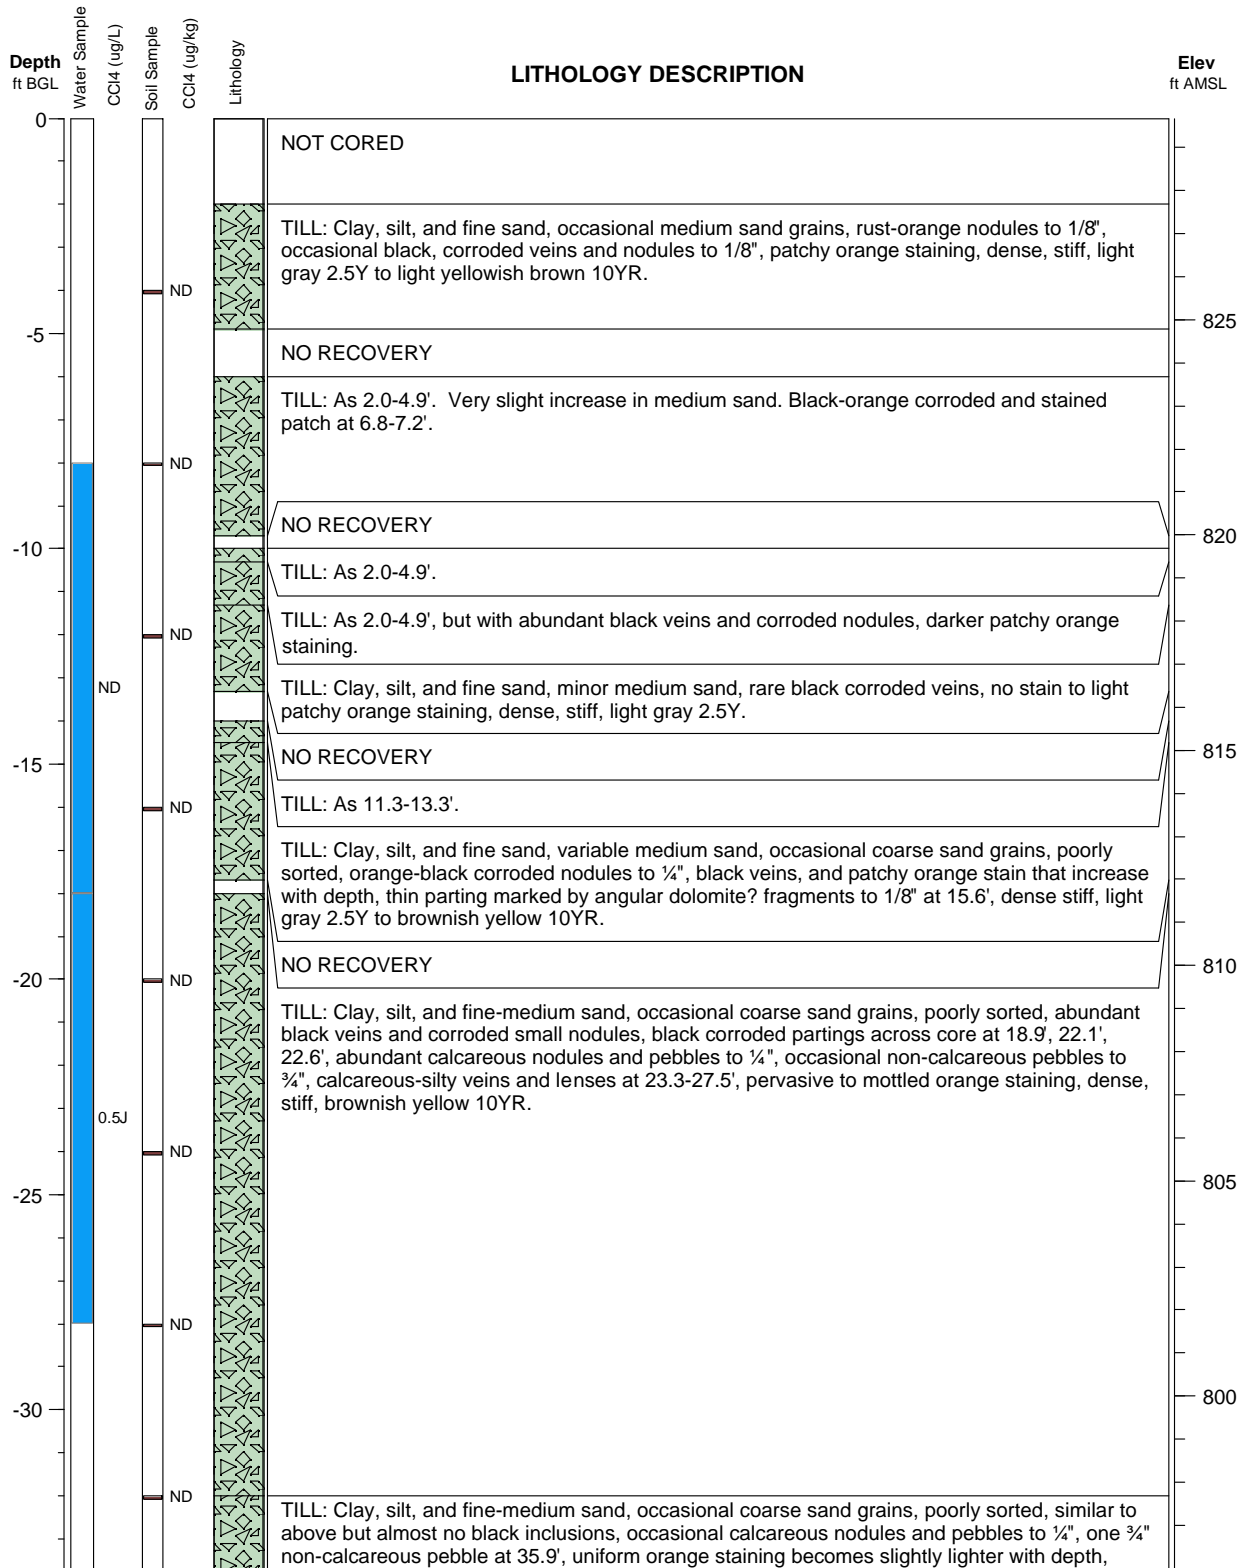 Depth
ft BGL
Water Sample
CCl4 (ug/L)
Soil Sample
CCl4 (ug/kg)
Lithology
LITHOLOGY DESCRIPTION
Elev
ft AMSL
0
NOT CORED
TILL: Clay, silt, and fine sand, occasional medium sand grains, rust-orange nodules to 1/8",
occasional black, corroded veins and nodules to 1/8", patchy orange staining, dense, stiff, light
gray 2.5Y to light yellowish brown 10YR.
ND
-5
825
NO RECOVERY
TILL: As 2.0-4.9'. Very slight increase in medium sand. Black-orange corroded and stained
patch at 6.8-7.2'.
ND
NO RECOVERY
-10
820
TILL: As 2.0-4.9'.
TILL: As 2.0-4.9', but with abundant black veins and corroded nodules, darker patchy orange
staining.
ND
ND
TILL: Clay, silt, and fine sand, minor medium sand, rare black corroded veins, no stain to light
patchy orange staining, dense, stiff, light gray 2.5Y.
NO RECOVERY
-15
815
TILL: As 11.3-13.3'.
ND
TILL: Clay, silt, and fine sand, variable medium sand, occasional coarse sand grains, poorly
sorted, orange-black corroded nodules to ¼", black veins, and patchy orange stain that increase
with depth, thin parting marked by angular dolomite? fragments to 1/8" at 15.6', dense stiff, light
gray 2.5Y to brownish yellow 10YR.
NO RECOVERY
-20
ND
810
TILL: Clay, silt, and fine-medium sand, occasional coarse sand grains, poorly sorted, abundant
black veins and corroded small nodules, black corroded partings across core at 18.9', 22.1',
22.6', abundant calcareous nodules and pebbles to ¼", occasional non-calcareous pebbles to
¾", calcareous-silty veins and lenses at 23.3-27.5', pervasive to mottled orange staining, dense,
stiff, brownish yellow 10YR.
0.5J
ND
-25
805
ND
-30
800
ND
TILL: Clay, silt, and fine-medium sand, occasional coarse sand grains, poorly sorted, similar to
above but almost no black inclusions, occasional calcareous nodules and pebbles to ¼", one ¾"
non-calcareous pebble at 35.9', uniform orange staining becomes slightly lighter with depth,